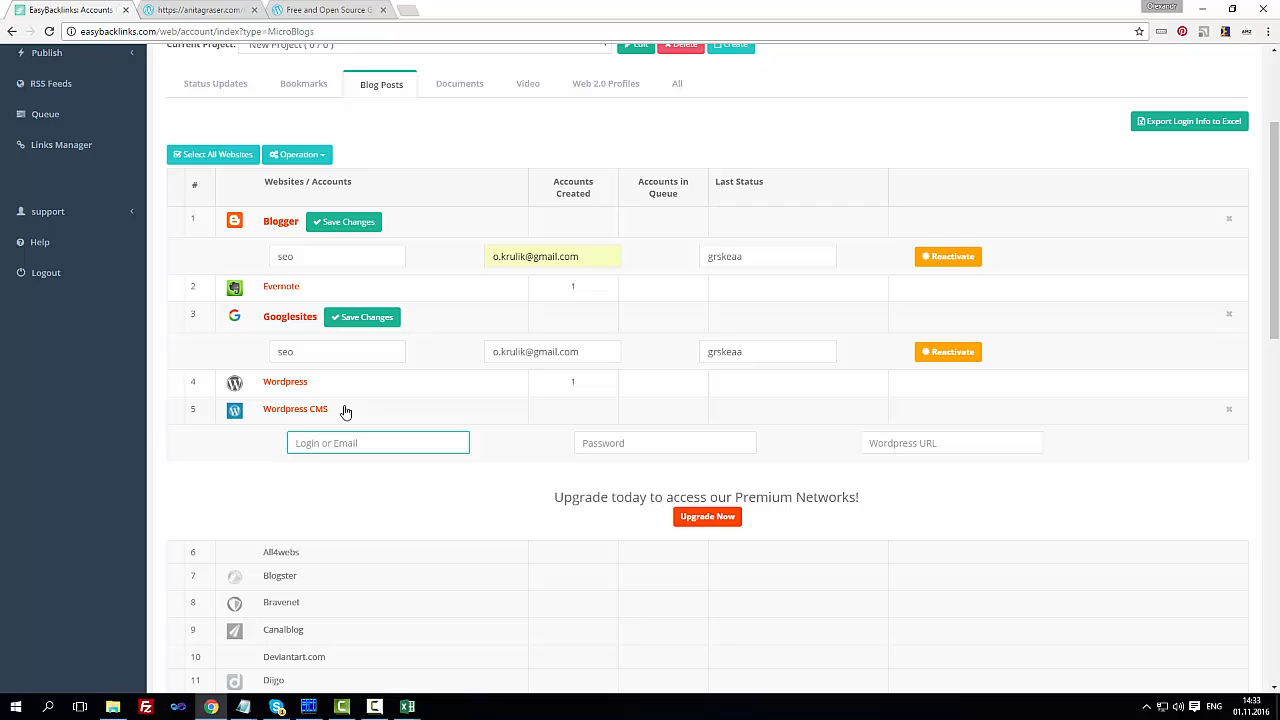 EasyBacklinks: Accounts
https://anitagraser.com/
Free and Open Source G
Olexandr
easybacklinks.com/web/account/index?type=MicroBlogs
Current Project:
New Project ( 0 / 0 )
Edit
Delete
Create
Publish
RSS Feeds
Queue
Links Manager
support
Help
Logout
Status Updates
Bookmarks
Blog Posts
Documents
Video
Web 2.0 Profiles
All
Export Login Info to Excel
Select All Websites
Operation
#
Websites / Accounts
Accounts Created
Accounts in Queue
Last Status
1
Blogger
Save Changes
seo
o.krulik@gmail.com
grskeaa
Reactivate
2
Evernote
1
3
Googlesites
Save Changes
seo
o.krulik@gmail.com
grskeaa
Reactivate
4
Wordpress
1
5
Wordpress CMS
Login or Email
Password
Wordpress URL
Upgrade today to access our Premium Networks!
Upgrade Now
6
All4webs
7
Blogster
8
Bravenet
9
Canalblog
10
Deviantart.com
11
Diigo
ENG
14:33
01.11.2016